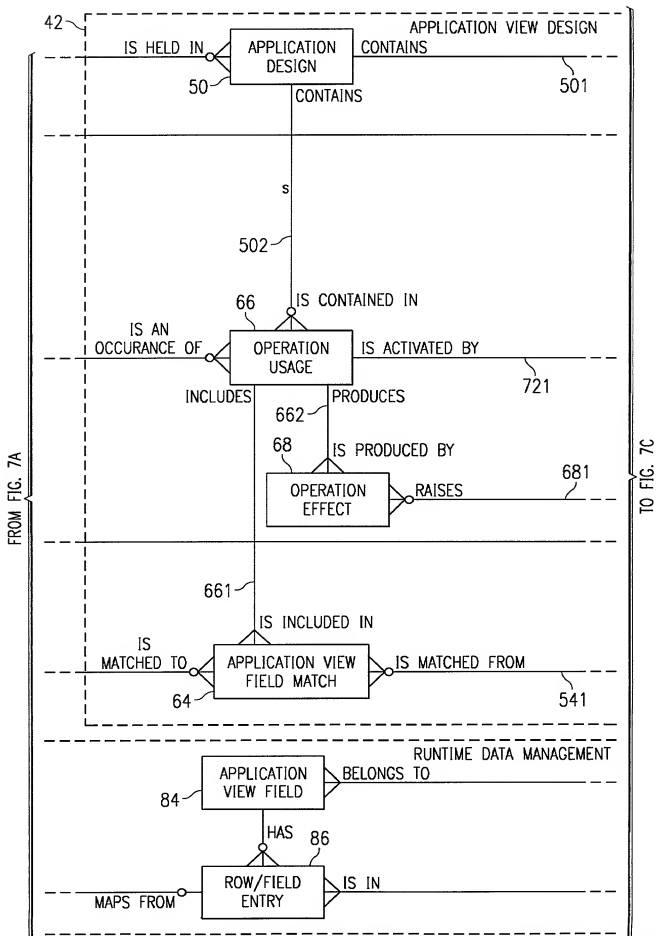 42
APPLICATION VIEW DESIGN
IS HELD IN
APPLICATION
DESIGN
CONTAINS
50
501
CONTAINS
s
502
66
IS CONTAINED IN
IS AN
OCCURANCE OF
OPERATION
USAGE
IS ACTIVATED BY
721
INCLUDES
662
PRODUCES
68
IS PRODUCED BY
OPERATION
EFFECT
RAISES
681
FROM FIG. 7A
TO FIG. 7C
661
IS INCLUDED IN
IS
MATCHED TO
APPLICATION VIEW
FIELD MATCH
IS MATCHED FROM
64
541
RUNTIME DATA MANAGEMENT
APPLICATION
VIEW FIELD
BELONGS TO
84
HAS
86
ROW/FIELD
ENTRY
IS IN
MAPS FROM